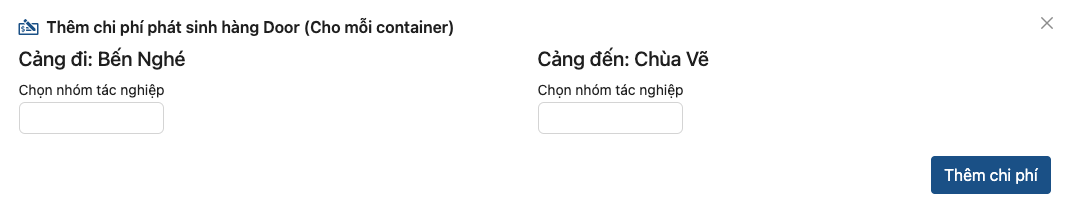 Thêm chi phí phát sinh hàng Door (Cho mỗi container)
Cảng đi: Bến Nghé
Cảng đến: Chùa Vẽ
Chọn nhóm tác nghiệp
Chọn nhóm tác nghiệp
Thêm chi phí